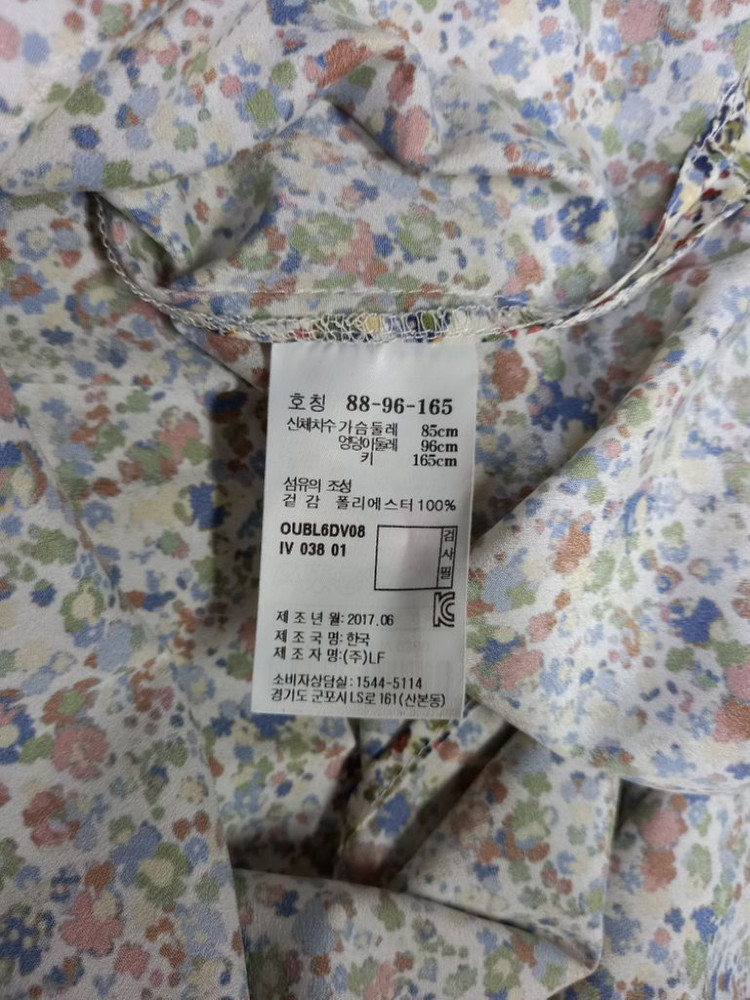 호칭 88-96-165
신체치수 가슴둘레 85cm
엉덩이둘레 96cm
키 165cm
섬유의 조성
겉감 폴리에스터 100%
OUBL6DV08
IV 038 01
검사필
제조년월: 2017.06
제조국명: 한국
제조자명: (주)LF
소비자상담실: 1544-5114
경기도 군포시 LS로 161(산본동)